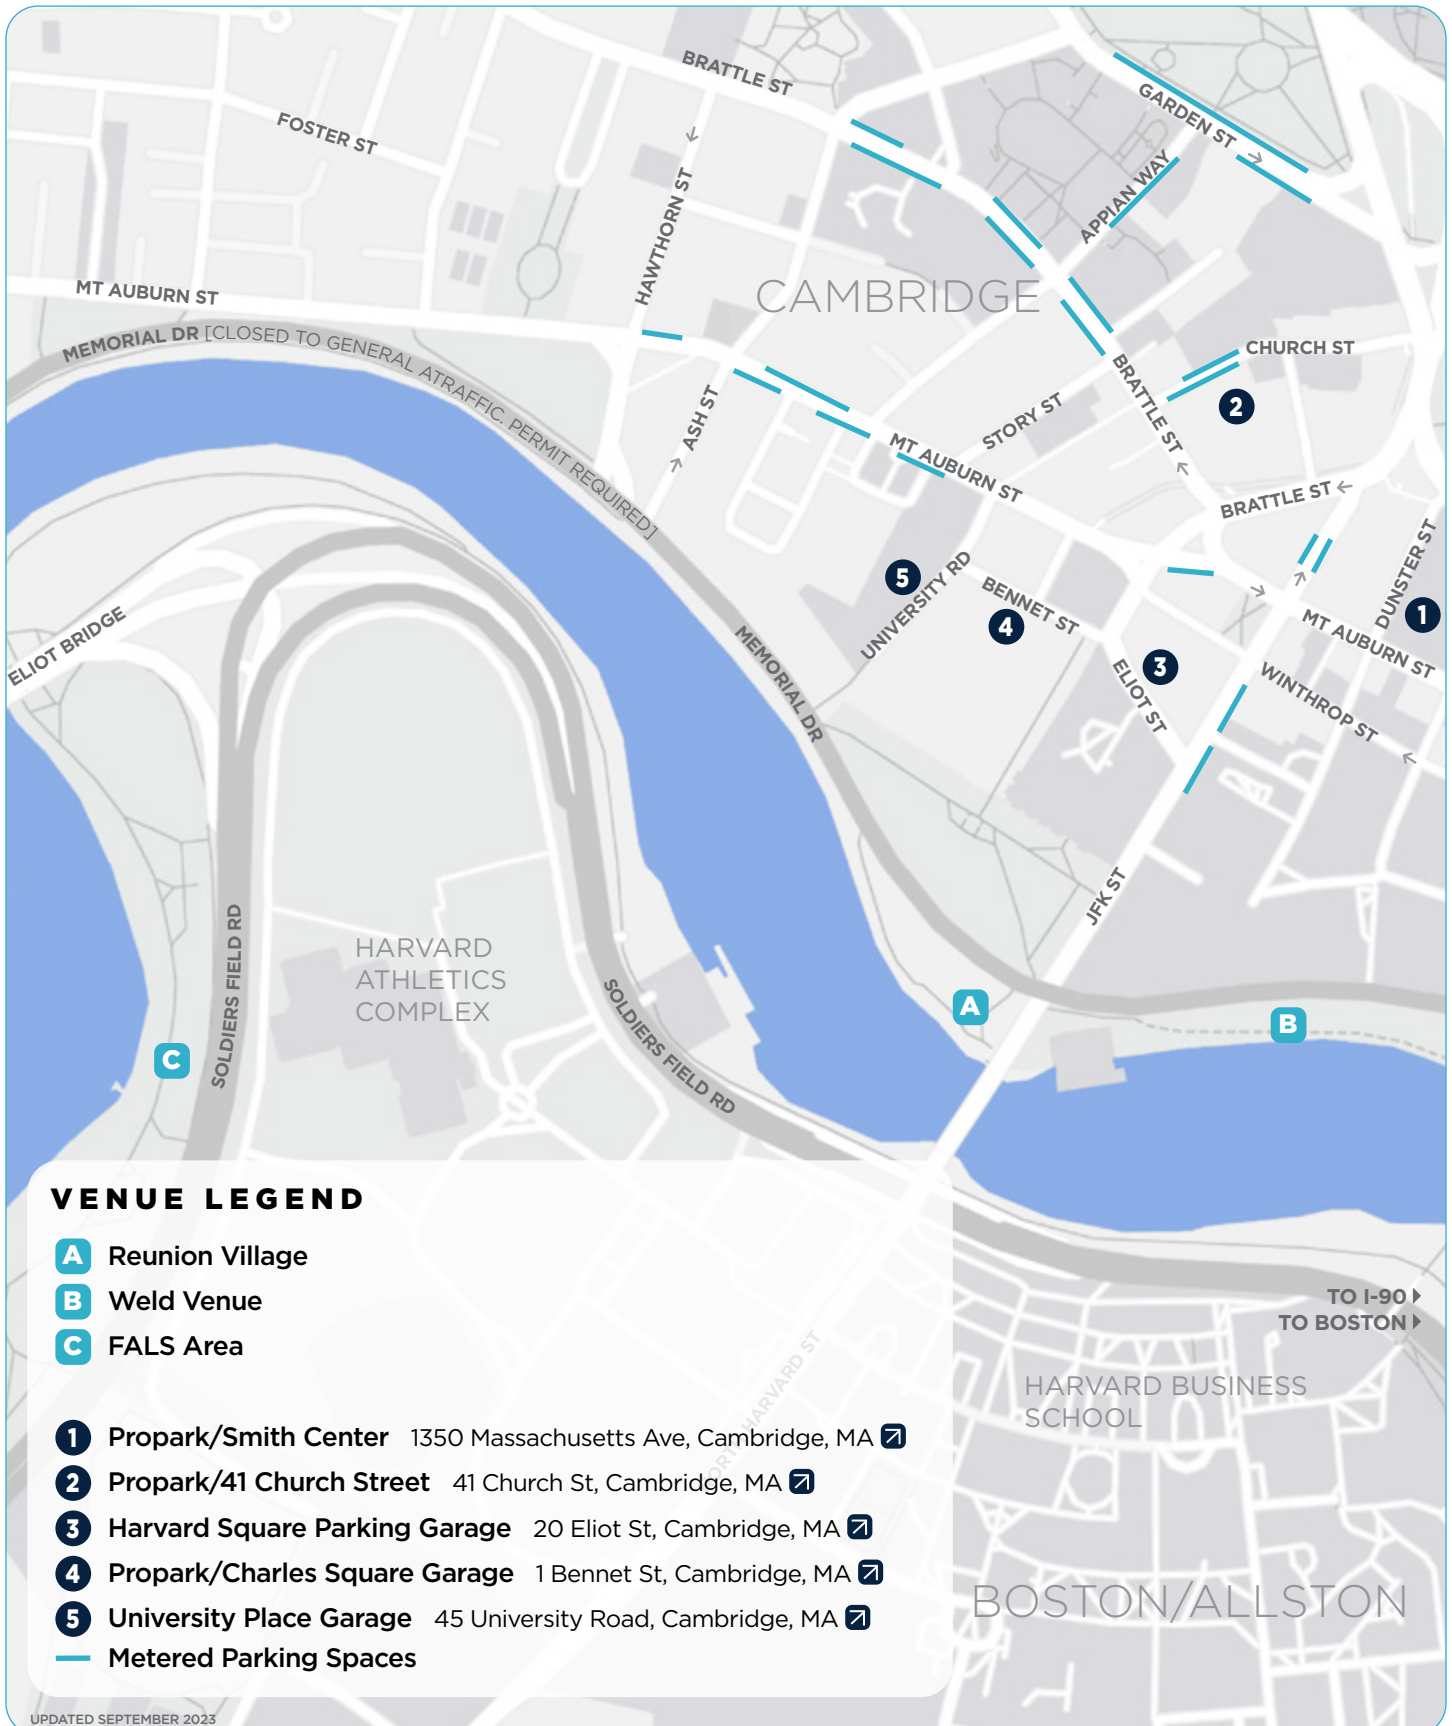 BRATTLE ST
GARDEN ST
FOSTER ST
APPIAN WAY
HAWTHORN ST
CAMBRIDGE
MT AUBURN ST
MEMORIAL DR [CLOSED TO GENERAL ATRAFFIC. PERMIT REQUIRED]
CHURCH ST
BRATTLE ST
2
ASH ST
STORY ST
MT AUBURN ST
BRATTLE ST
DUNSTER ST
5
UNIVERSITY RD
BENNET ST
4
1
MT AUBURN ST
ELIOT BRIDGE
MEMORIAL DR
3
ELIOT ST
WINTHROP ST
JFK ST
HARVARD
ATHLETICS
COMPLEX
SOLDIERS FIELD RD
SOLDIERS FIELD RD
A
B
C
VENUE LEGEND
A Reunion Village
B Weld Venue
C FALS Area
1 Propark/Smith Center 1350 Massachusetts Ave, Cambridge, MA
2 Propark/41 Church Street 41 Church St, Cambridge, MA
3 Harvard Square Parking Garage 20 Eliot St, Cambridge, MA
4 Propark/Charles Square Garage 1 Bennet St, Cambridge, MA
5 University Place Garage 45 University Road, Cambridge, MA
Metered Parking Spaces
HARVARD ST
TO I-90
TO BOSTON
HARVARD BUSINESS
SCHOOL
BOSTON/ALLSTON
UPDATED SEPTEMBER 2023